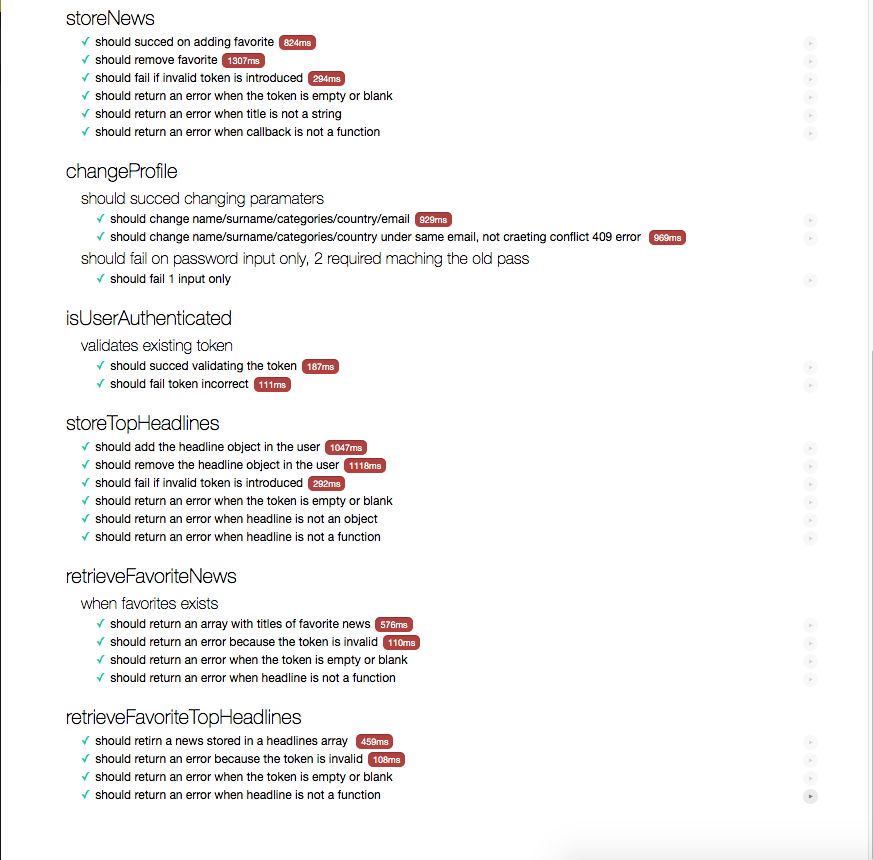 storeNews
✓ should succed on adding favorite 824ms
✓ should remove favorite 1307ms
✓ should fail if invalid token is introduced 294ms
✓ should return an error when the token is empty or blank
✓ should return an error when title is not a string
✓ should return an error when callback is not a function
changeProfile
should succed changing paramaters
✓ should change name/surname/categories/country/email 929ms
✓ should change name/surname/categories/country under same email, not craeting conflict 409 error 969ms
should fail on password input only, 2 required maching the old pass
✓ should fail 1 input only
isUserAuthenticated
validates existing token
✓ should succed validating the token 187ms
✓ should fail token incorrect 111ms
storeTopHeadlines
✓ should add the headline object in the user 1047ms
✓ should remove the headline object in the user 1118ms
✓ should fail if invalid token is introduced 292ms
✓ should return an error when the token is empty or blank
✓ should return an error when headline is not an object
✓ should return an error when headline is not a function
retrieveFavoriteNews
when favorites exists
✓ should return an array with titles of favorite news 576ms
✓ should return an error because the token is invalid 110ms
✓ should return an error when the token is empty or blank
✓ should return an error when headline is not a function
retrieveFavoriteTopHeadlines
✓ should retirn a news stored in a headlines array 459ms
✓ should return an error because the token is invalid 108ms
✓ should return an error when the token is empty or blank
✓ should return an error when headline is not a function